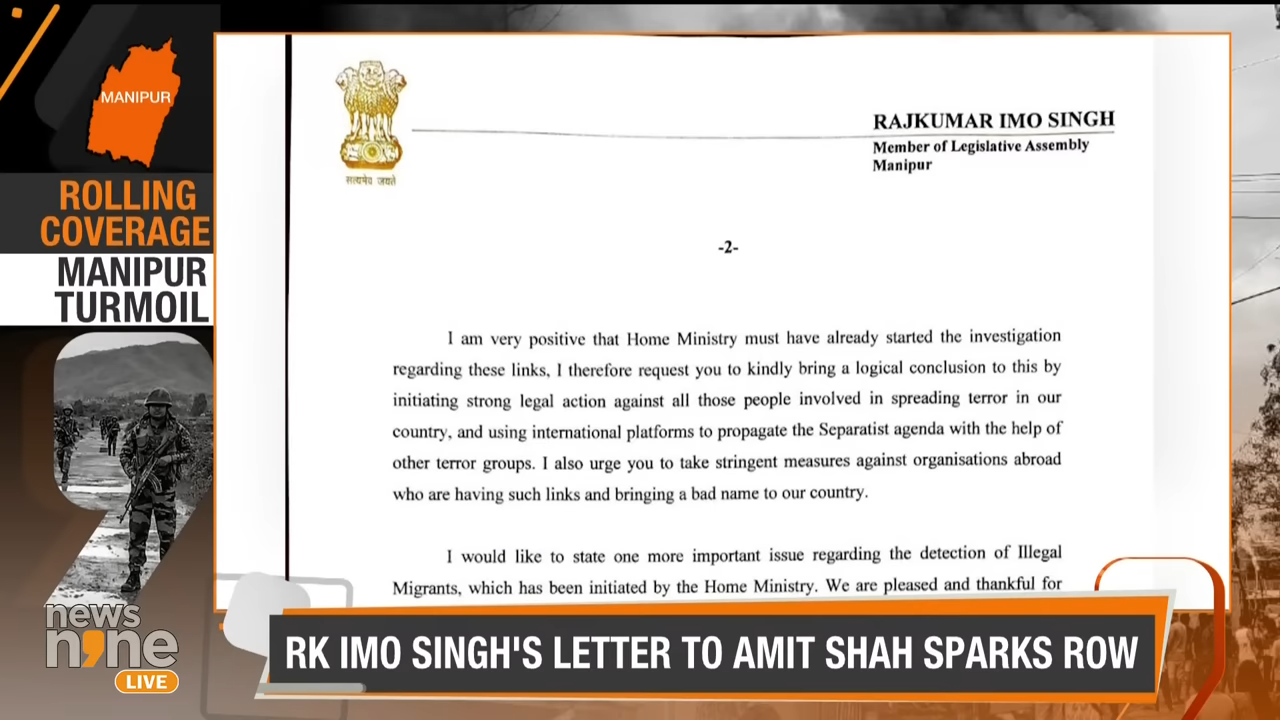 MANIPUR
ROLLING
COVERAGE
MANIPUR
TURMOIL
news
n9ne
LIVE
सत्यमेव जयते
RAJKUMAR IMO SINGH
Member of Legislative Assembly
Manipur
-2-
I am very positive that Home Ministry must have already started the investigation
regarding these links, I therefore request you to kindly bring a logical conclusion to this by
initiating strong legal action against all those people involved in spreading terror in our
country, and using international platforms to propagate the Separatist agenda with the help of
other terror groups. I also urge you to take stringent measures against organisations abroad
who are having such links and bringing a bad name to our country.
I would like to state one more important issue regarding the detection of Illegal
Migrants, which has been initiated by the Home Ministry. We are pleased and thankful for
RK IMO SINGH'S LETTER TO AMIT SHAH SPARKS ROW